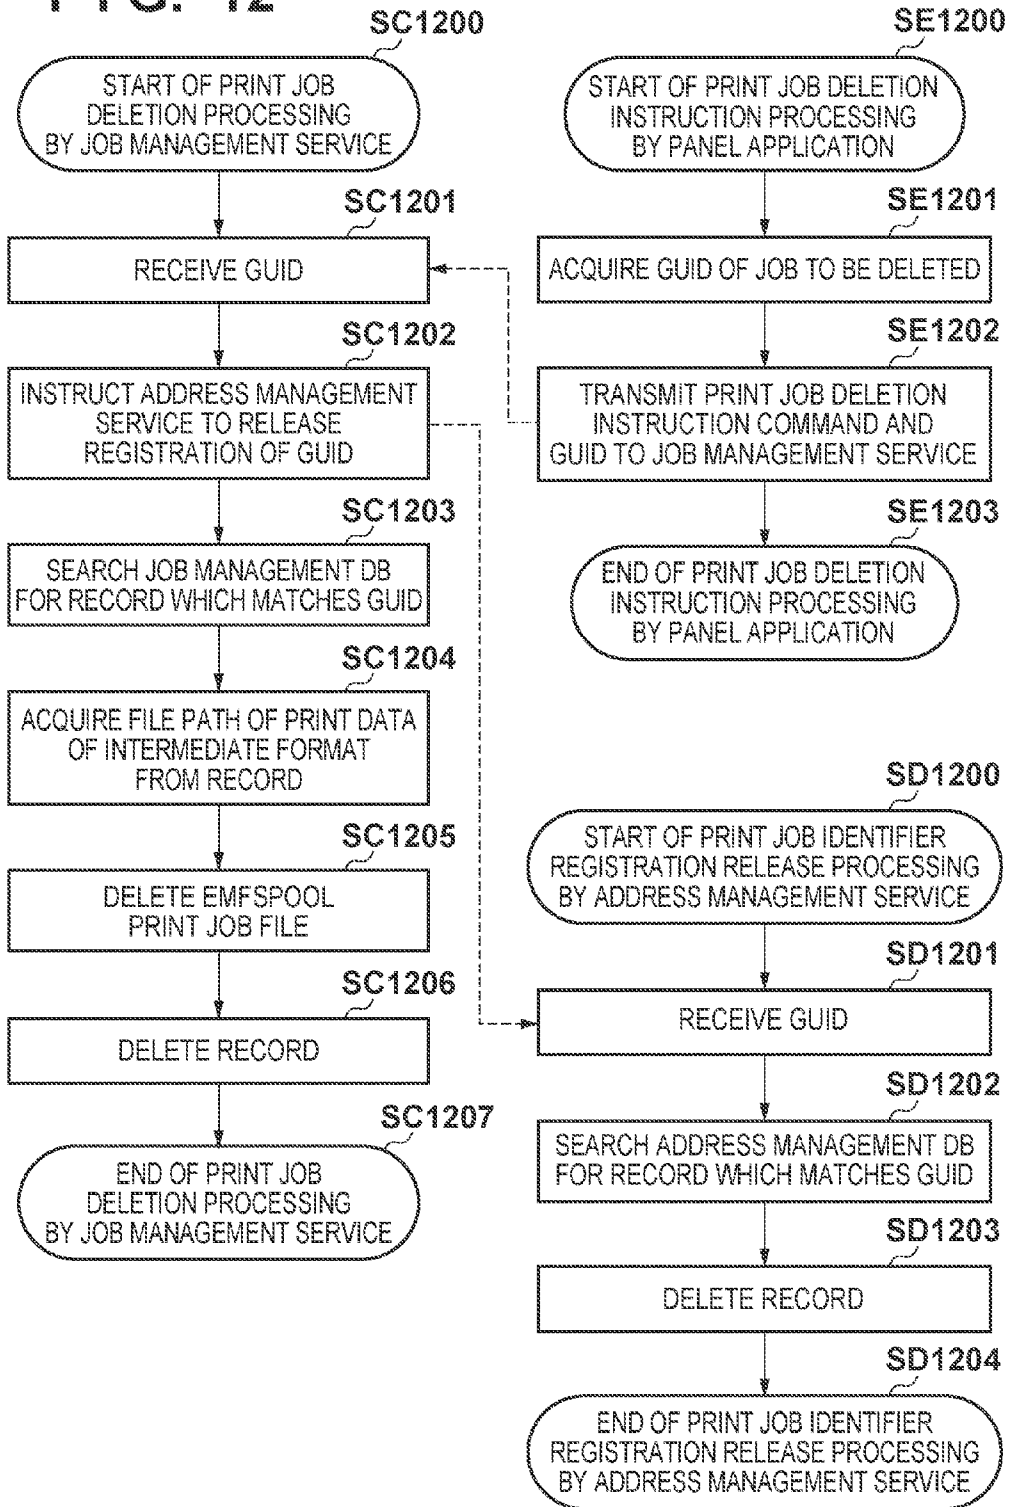 FIG. 12
SC1200
START OF PRINT JOB
DELETION PROCESSING
BY JOB MANAGEMENT SERVICE
SC1201
RECEIVE GUID
SC1202
INSTRUCT ADDRESS MANAGEMENT
SERVICE TO RELEASE
REGISTRATION OF GUID
SC1203
SEARCH JOB MANAGEMENT DB
FOR RECORD WHICH MATCHES GUID
SC1204
ACQUIRE FILE PATH OF PRINT DATA
OF INTERMEDIATE FORMAT
FROM RECORD
SC1205
DELETE EMFSPOOL
PRINT JOB FILE
SC1206
DELETE RECORD
SC1207
END OF PRINT JOB
DELETION PROCESSING
BY JOB MANAGEMENT SERVICE
SE1200
START OF PRINT JOB DELETION
INSTRUCTION PROCESSING
BY PANEL APPLICATION
SE1201
ACQUIRE GUID OF JOB TO BE DELETED
SE1202
TRANSMIT PRINT JOB DELETION
INSTRUCTION COMMAND AND
GUID TO JOB MANAGEMENT SERVICE
SE1203
END OF PRINT JOB DELETION
INSTRUCTION PROCESSING
BY PANEL APPLICATION
SD1200
START OF PRINT JOB IDENTIFIER
REGISTRATION RELEASE PROCESSING
BY ADDRESS MANAGEMENT SERVICE
SD1201
RECEIVE GUID
SD1202
SEARCH ADDRESS MANAGEMENT DB
FOR RECORD WHICH MATCHES GUID
SD1203
DELETE RECORD
SD1204
END OF PRINT JOB IDENTIFIER
REGISTRATION RELEASE PROCESSING
BY ADDRESS MANAGEMENT SERVICE